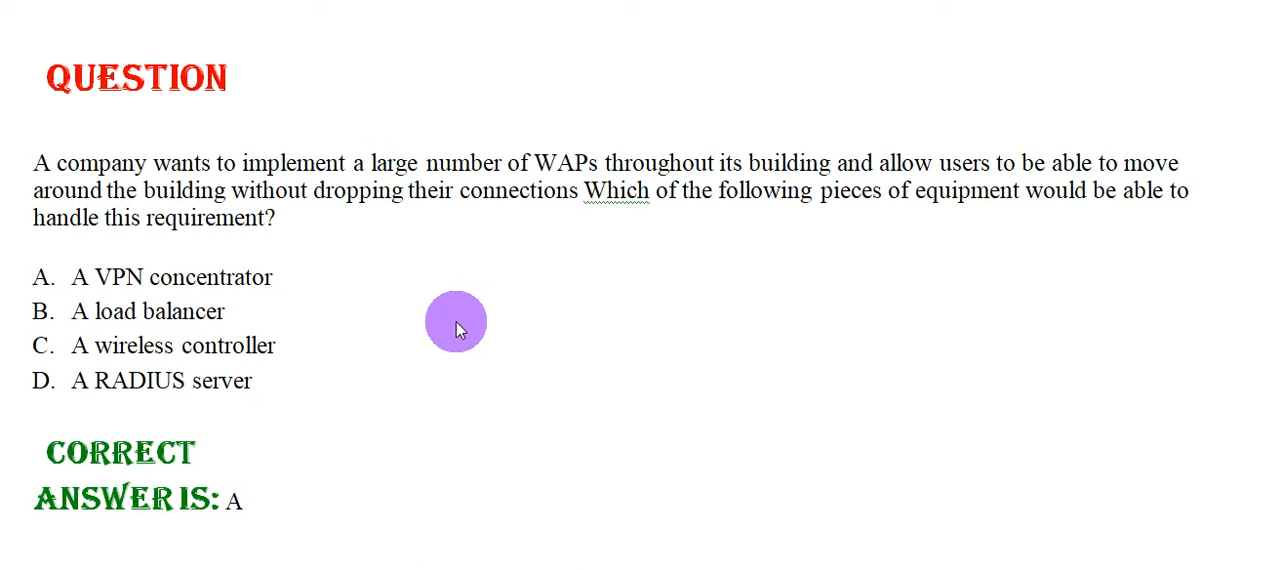 QUESTION
A company wants to implement a large number of WAPs throughout its building and allow users to be able to move
around the building without dropping their connections Which of the following pieces of equipment would be able to
handle this requirement?
A. A VPN concentrator
B. A load balancer
C. A wireless controller
D. A RADIUS server
CORRECT
ANSWER IS: A